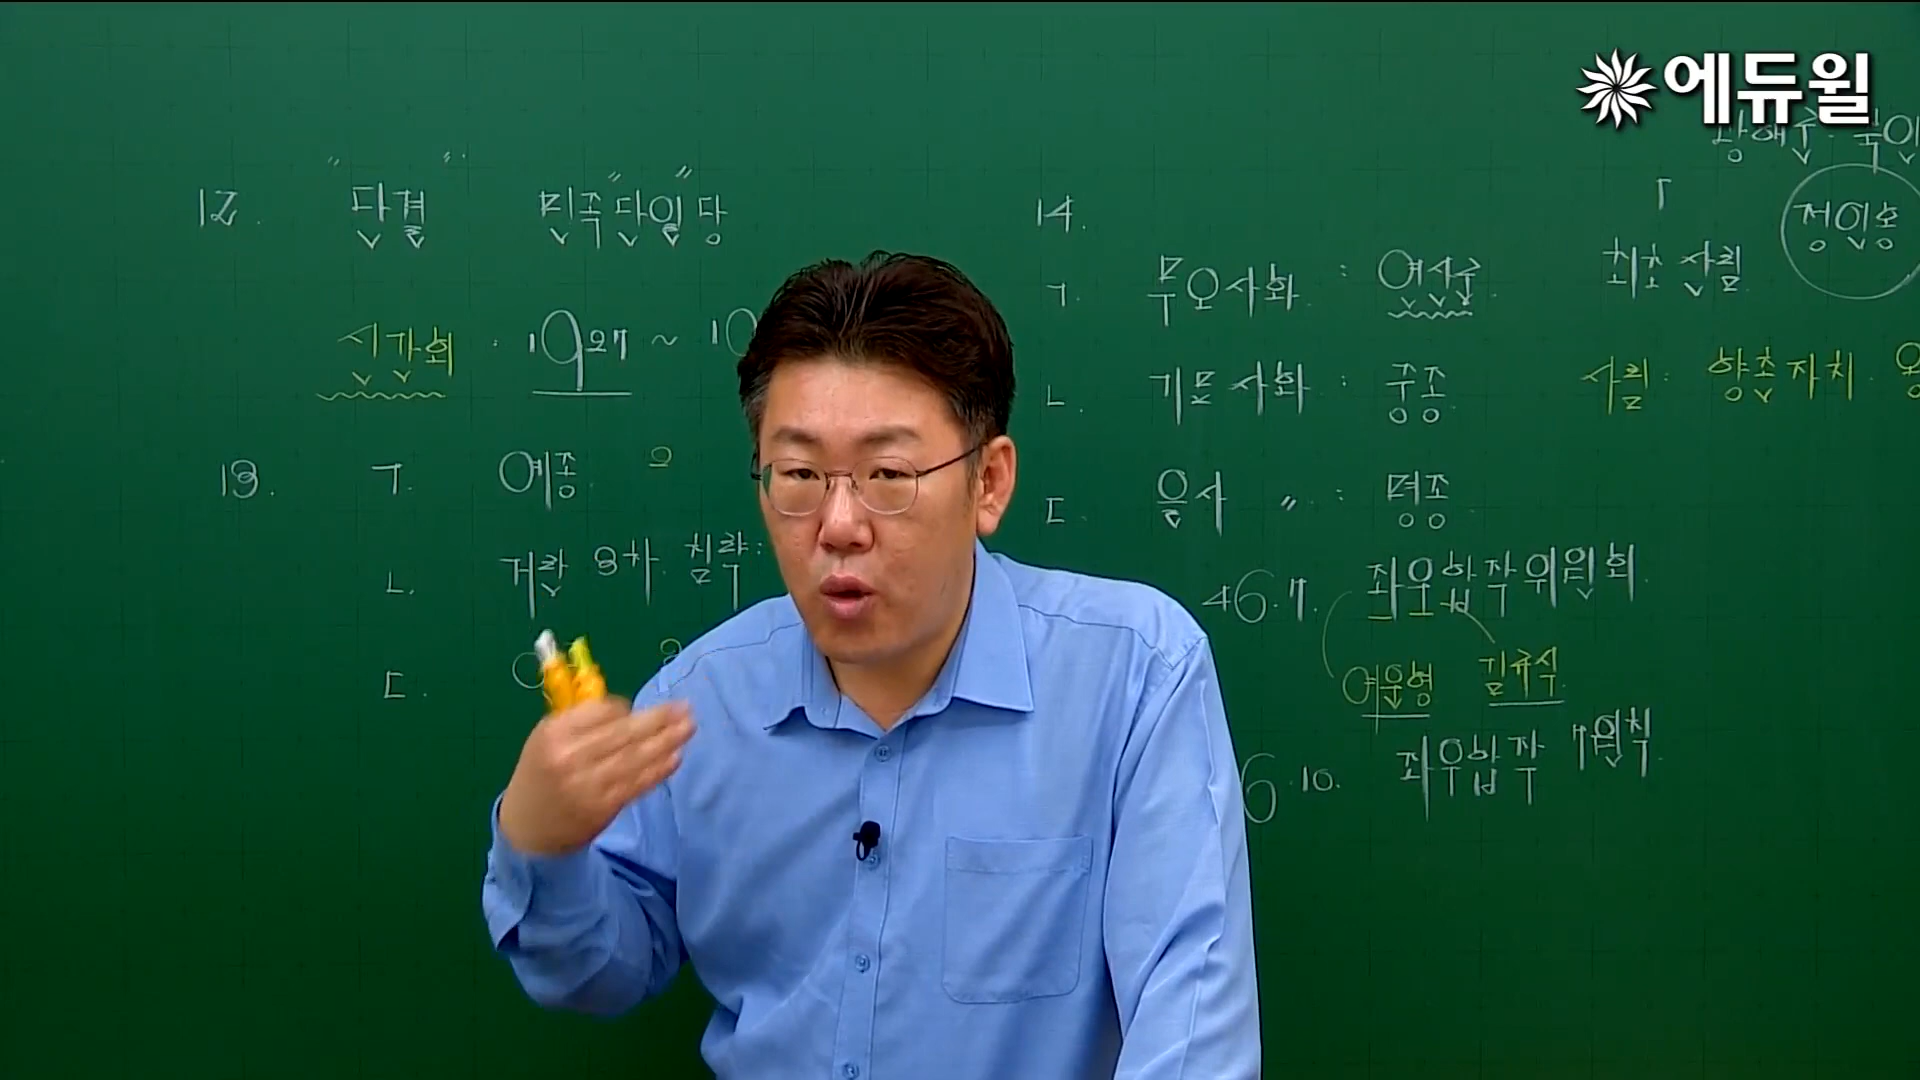 에듀윌
12. "단결" 민족"단일"당
신간회 : 1927 ~
13. ㄱ. 예종
ㄴ. 거란 3차 침략:
ㄷ.
14.
ㄱ. 무오사화 : 연산군
ㄴ. 기묘사화 : 중종
ㄷ. 을사 〃 : 명종
46.7. 좌우합작위원회
여운형 김규식
6.10. 좌우합작 7원칙
정인홍
최초 사림
사림: 향촌자치.